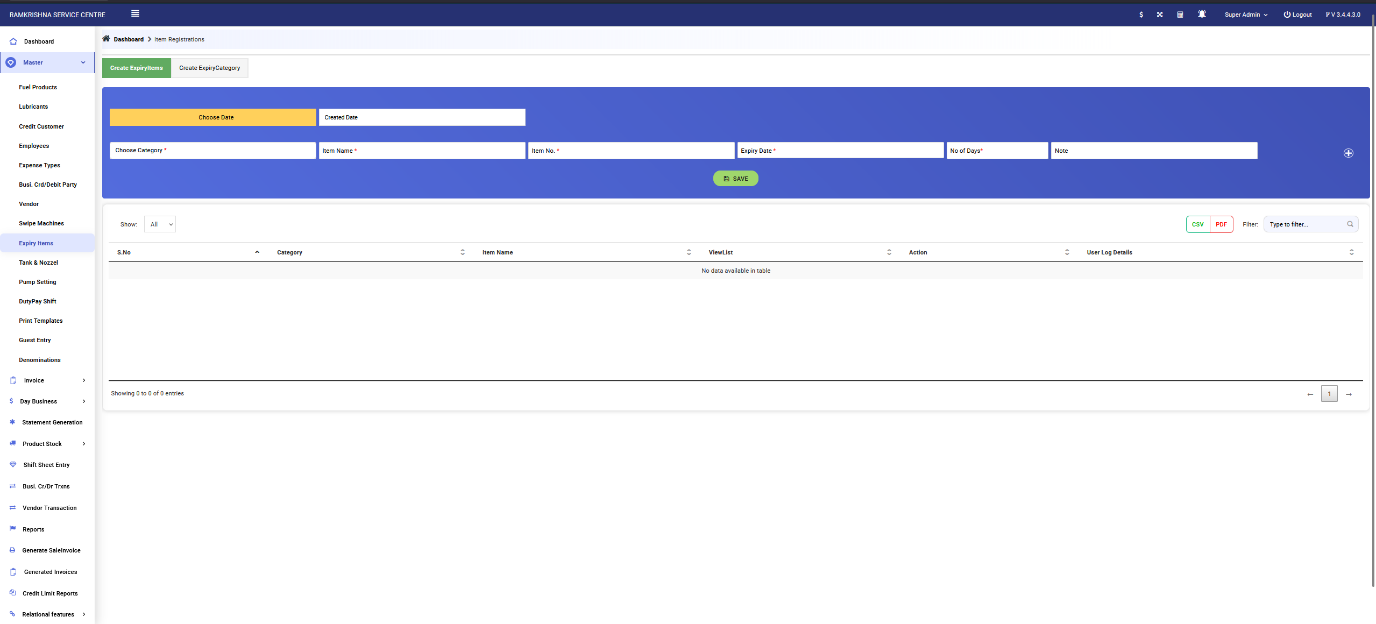 RAMKRISHNA SERVICE CENTRE
$
Super Admin
Logout
V 3.4.4.3.0
Dashboard
Master
Fuel Products
Lubricants
Credit Customer
Employees
Expense Types
Busi. Crd/Debit Party
Vendor
Swipe Machines
Expiry Items
Tank & Nozzel
Pump Setting
DutyPay Shift
Print Templates
Guest Entry
Denominations
Invoice
$ Day Business
Statement Generation
Product Stock
Shift Sheet Entry
Busi. Cr/Dr Trxns
Vendor Transaction
Reports
Generate SaleInvoice
Generated Invoices
Credit Limit Reports
Relational features
Dashboard > Item Registrations
Create ExpiryItems Create ExpiryCategory
Choose Date Created Date
Choose Category * Item Name * Item No. * Expiry Date * No of Days* Note
SAVE
Show: All CSV PDF Filter: Type to filter...
S.No Category Item Name ViewList Action User Log Details
No data available in table
Showing 0 to 0 of 0 entries ← 1 →